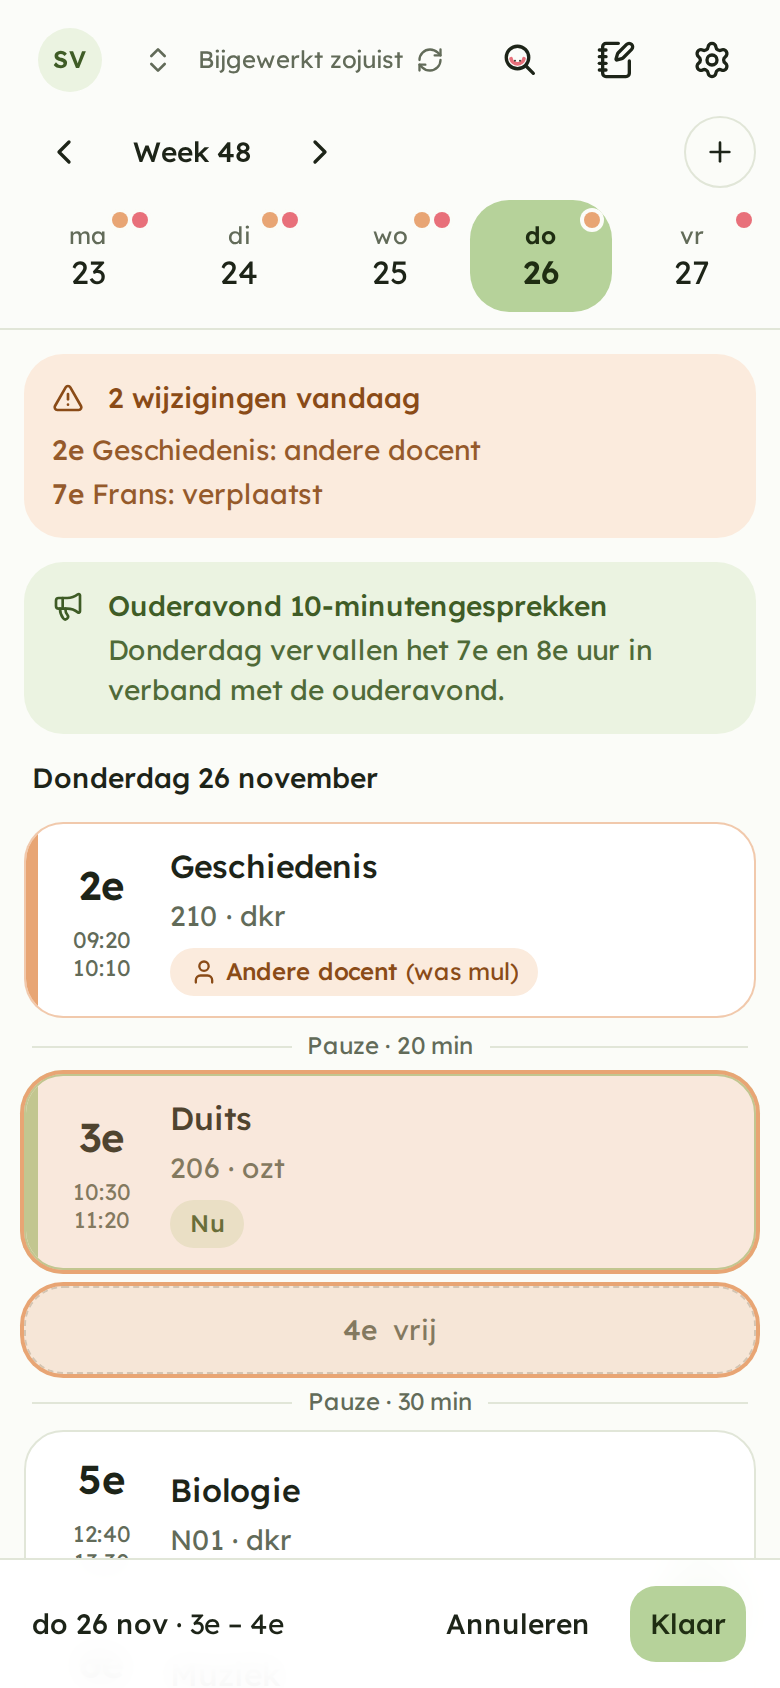 SV
Bijgewerkt zojuist
Week 48
ma
23
di
24
wo
25
do
26
vr
27
2 wijzigingen vandaag
2e Geschiedenis: andere docent
7e Frans: verplaatst
Ouderavond 10-minutengesprekken
Donderdag vervallen het 7e en 8e uur in
verband met de ouderavond.
Donderdag 26 november
2e
09:20
10:10
Geschiedenis
210 · dkr
Andere docent (was mul)
Pauze · 20 min
3e
10:30
11:20
Duits
206 · ozt
Nu
4e vrij
Pauze · 30 min
5e
12:40
Biologie
N01 · dkr
do 26 nov · 3e – 4e
Annuleren
Klaar